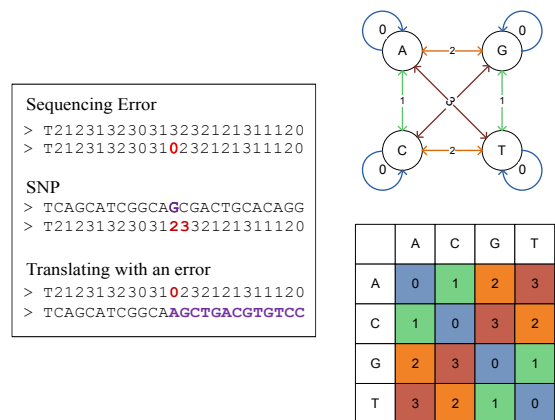 Sequencing Error
> T212313230313232121311120
> T212313230310232121311120
SNP
> TCAGCATCGGCAGCGACTGCACAGG
> T212313230312332121311120
Translating with an error
> T212313230310232121311120
> TCAGCATCGGCAAGCTGACGTGTCC
0 0
A 2 G
1 3 1
C 2 T
0 0
A C G T
A 0 1 2 3
C 1 0 3 2
G 2 3 0 1
T 3 2 1 0